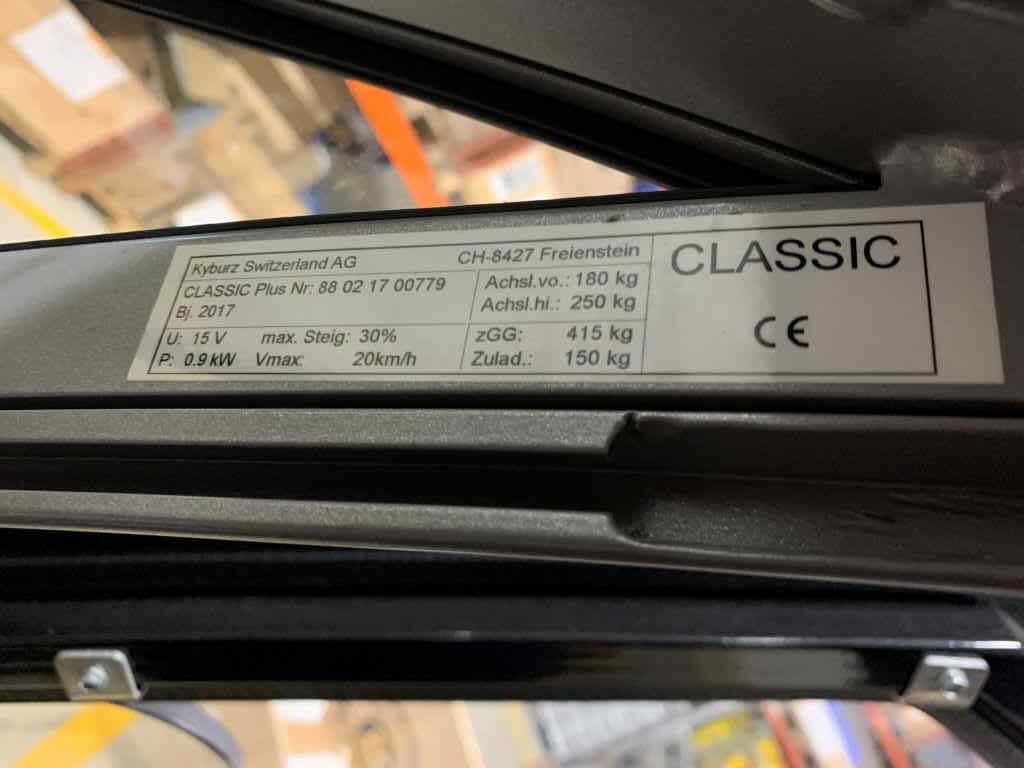 Kyburz Switzerland AG CH-8427 Freienstein
CLASSIC Plus Nr: 88 02 17 00779
Bj. 2017
Achsl.vo.: 180 kg
Achsl.hi.: 250 kg
U: 15 V max. Steig: 30%
P: 0.9 kW Vmax: 20km/h
zGG: 415 kg
Zulad.: 150 kg
CLASSIC
CE